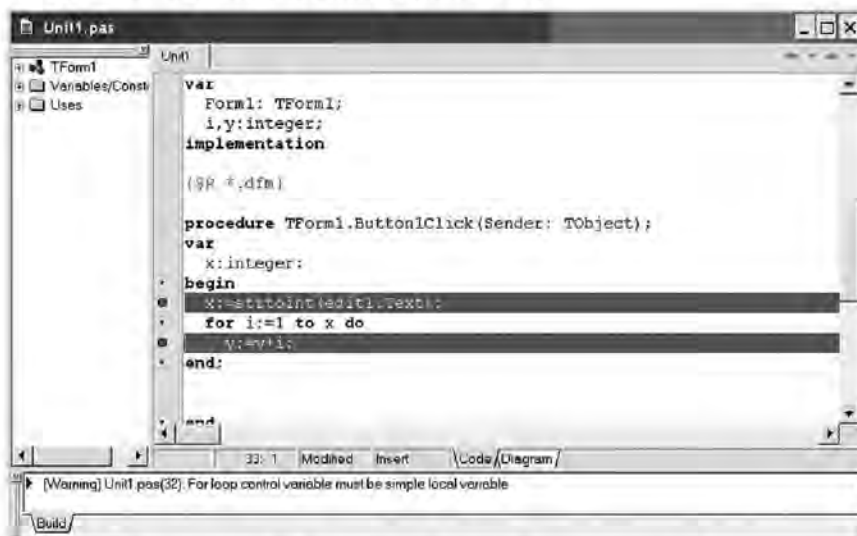 Unit1.pas
TForm1
Variables/Const
Uses
Unit1
var
Form1: TForm1;
i,y:integer;
implementation
{$R *.dfm}
procedure TForm1.Button1Click(Sender: TObject);
var
x:integer;
begin
x:=strtoint(edit1.Text);
for i:=1 to x do
y:=y+i;
end;
end
33: 1 Modified Insert Code Diagram
[Warning] Unit1.pas(32): For loop control variable must be simple local variable
Build